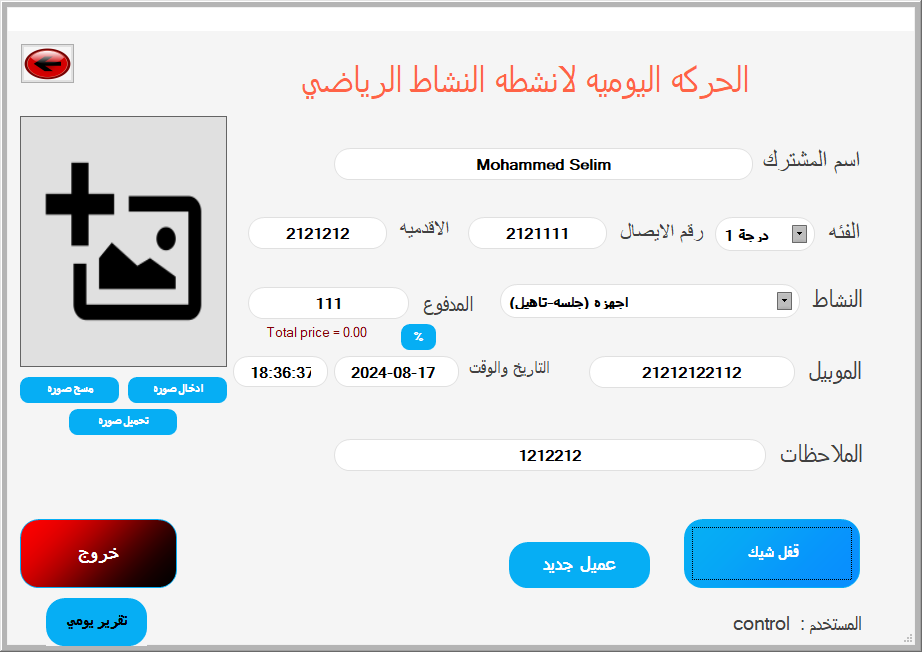 الحركه اليوميه لانشطه النشاط الرياضي
اسم المشترك Mohammed Selim
الفئه درجة 1 رقم الايصال 2121111 الاقدميه 2121212
النشاط اجهزه (جلسه-تاهيل) المدفوع 111
Total price = 0.00 %
الموبيل 21212122112 التاريخ والوقت 2024-08-17 18:36:37
ادخال صوره مسح صوره
تحميل صوره
الملاحظات 1212212
قفل شيك عميل جديد خروج
تقرير يومي
المستخدم : control